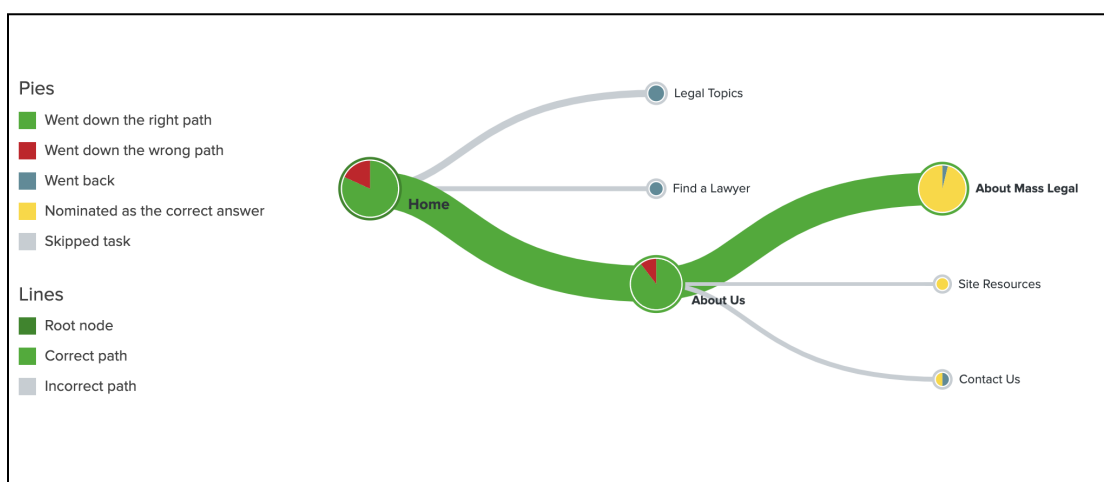 Pies
Went down the right path
Went down the wrong path
Went back
Nominated as the correct answer
Skipped task
Lines
Root node
Correct path
Incorrect path
Legal Topics
Find a Lawyer
Home
About Us
About Mass Legal
Site Resources
Contact Us